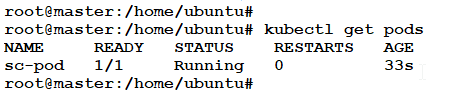 root@master:/home/ubuntu#
root@master:/home/ubuntu# kubectl get pods
NAME     READY   STATUS    RESTARTS   AGE
sc-pod   1/1     Running   0          33s
root@master:/home/ubuntu#